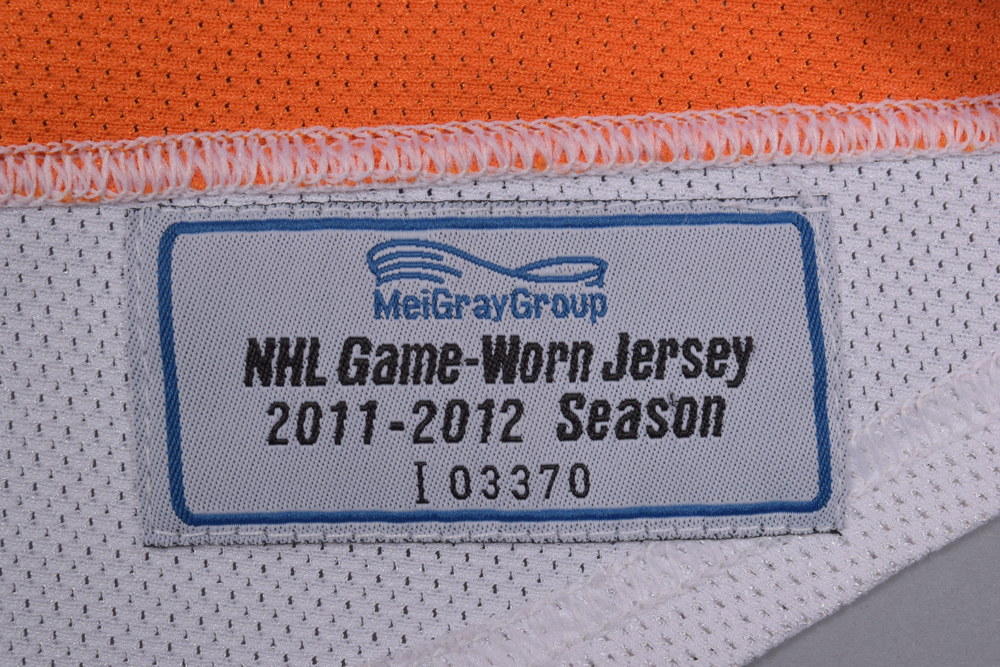 MeiGrayGroup
NHL Game-Worn Jersey
2011-2012 Season
I 03370